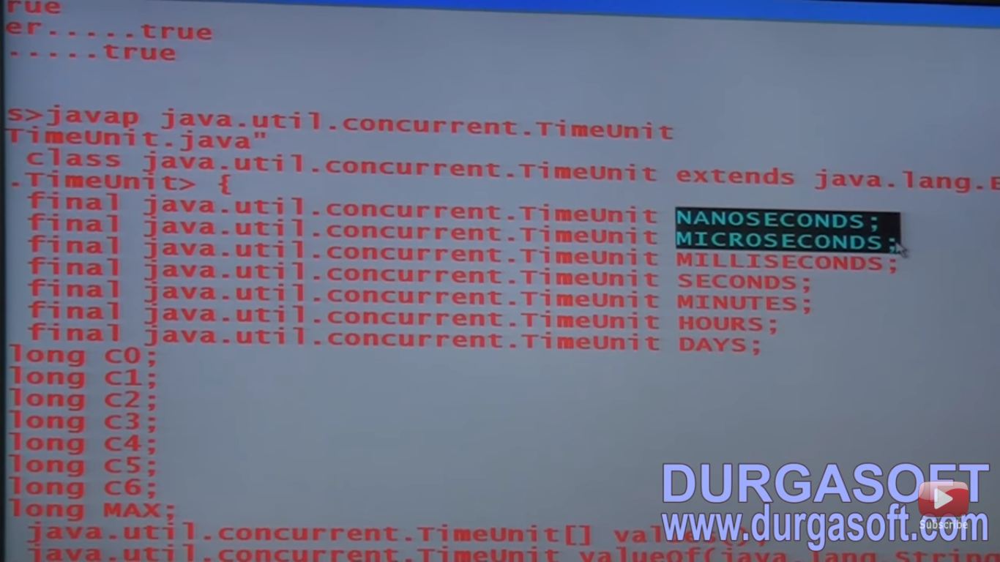 rue
er.....true
.....true
s>javap java.util.concurrent.TimeUnit
TimeUnit.java"
class java.util.concurrent.TimeUnit extends java.lang.E
.TimeUnit> {
final java.util.concurrent.TimeUnit NANOSECONDS;
final java.util.concurrent.TimeUnit MICROSECONDS;
final java.util.concurrent.TimeUnit MILLISECONDS;
final java.util.concurrent.TimeUnit SECONDS;
final java.util.concurrent.TimeUnit MINUTES;
final java.util.concurrent.TimeUnit HOURS;
final java.util.concurrent.TimeUnit DAYS;
long C0;
long C1;
long C2;
long C3;
long C4;
long C5;
long C6;
long MAX;
java.util.concurrent.TimeUnit[] values();
java.util.concurrent.TimeUnit valueOf(java.lang.String
DURGASOFT
www.durgasoft.com
Subscribe